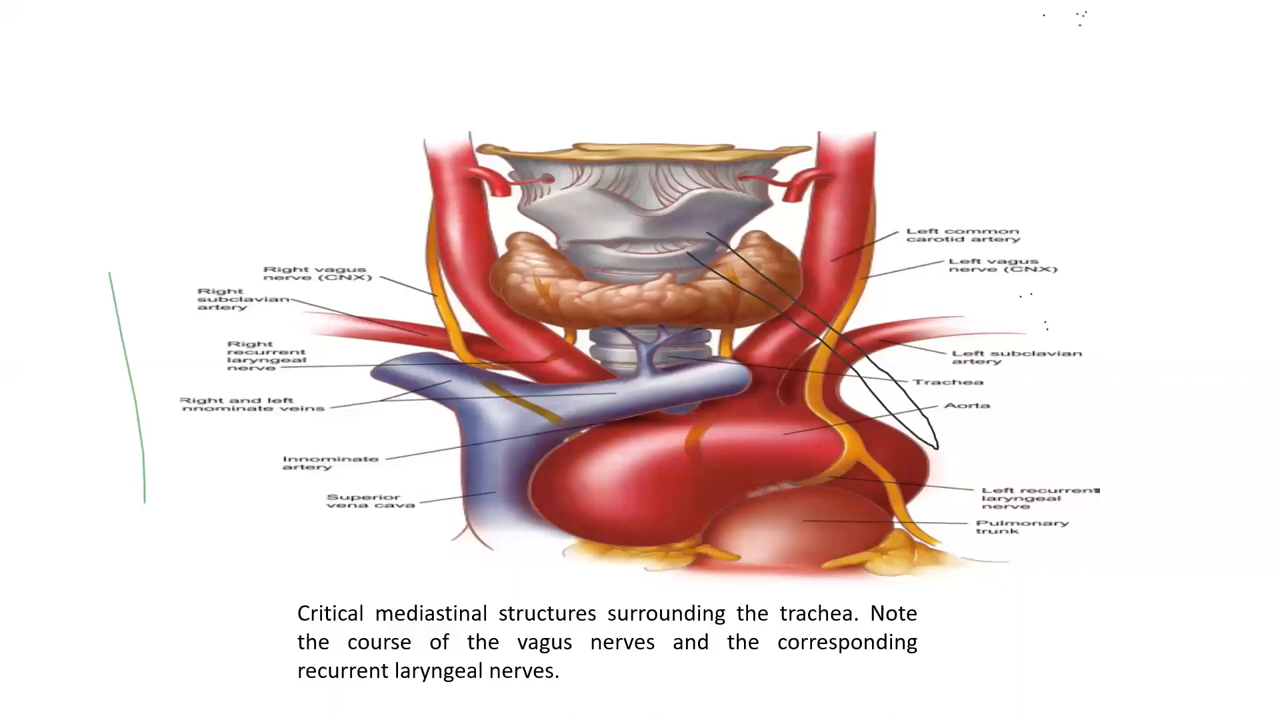 Left common
carotid artery
Left vagus
nerve (CNX)
Right vagus
nerve (CNX)
Right
subclavian
artery
Right
recurrent
laryngeal
nerve
Left subclavian
artery
Trachea
Right and left
nnominate veins
Aorta
Innominate
artery
Superior
vena cava
Left recurrent
laryngeal
nerve
Pulmonary
trunk
Critical mediastinal structures surrounding the trachea. Note
the course of the vagus nerves and the corresponding
recurrent laryngeal nerves.